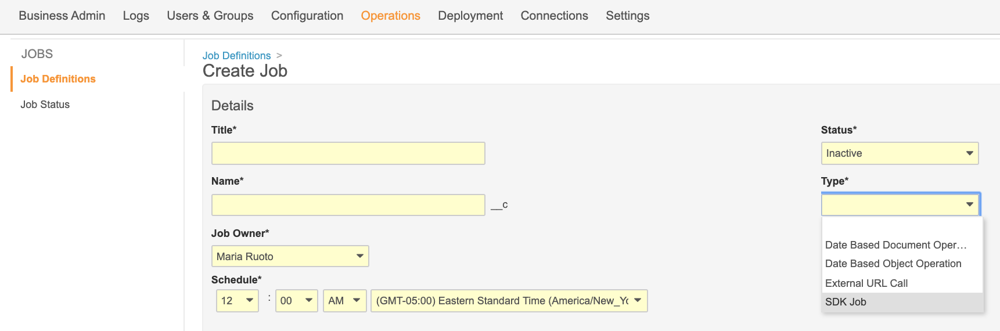 Business Admin Logs Users & Groups Configuration Operations Deployment Connections Settings
JOBS
Job Definitions
Job Status
Job Definitions >
Create Job
Details
Title*
Status*
Inactive
Name*
__c
Type*
Date Based Document Oper…
Date Based Object Operation
External URL Call
SDK Job
Job Owner*
Maria Ruoto
Schedule*
12 : 00 AM (GMT-05:00) Eastern Standard Time (America/New_Yo